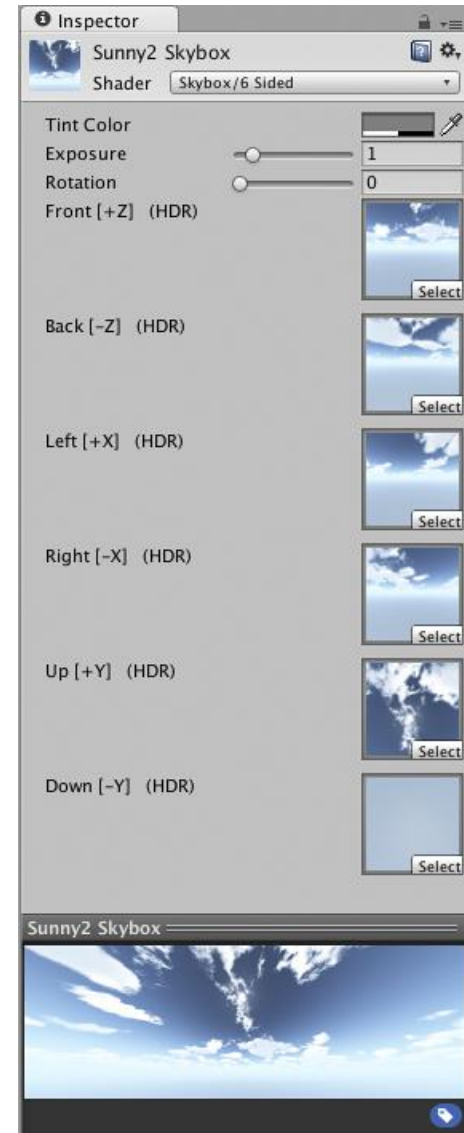 Inspector
Sunny2 Skybox
Shader Skybox/6 Sided
Tint Color
Exposure 1
Rotation 0
Front [+Z] (HDR)
Select
Back [-Z] (HDR)
Select
Left [+X] (HDR)
Select
Right [-X] (HDR)
Select
Up [+Y] (HDR)
Select
Down [-Y] (HDR)
Select
Sunny2 Skybox